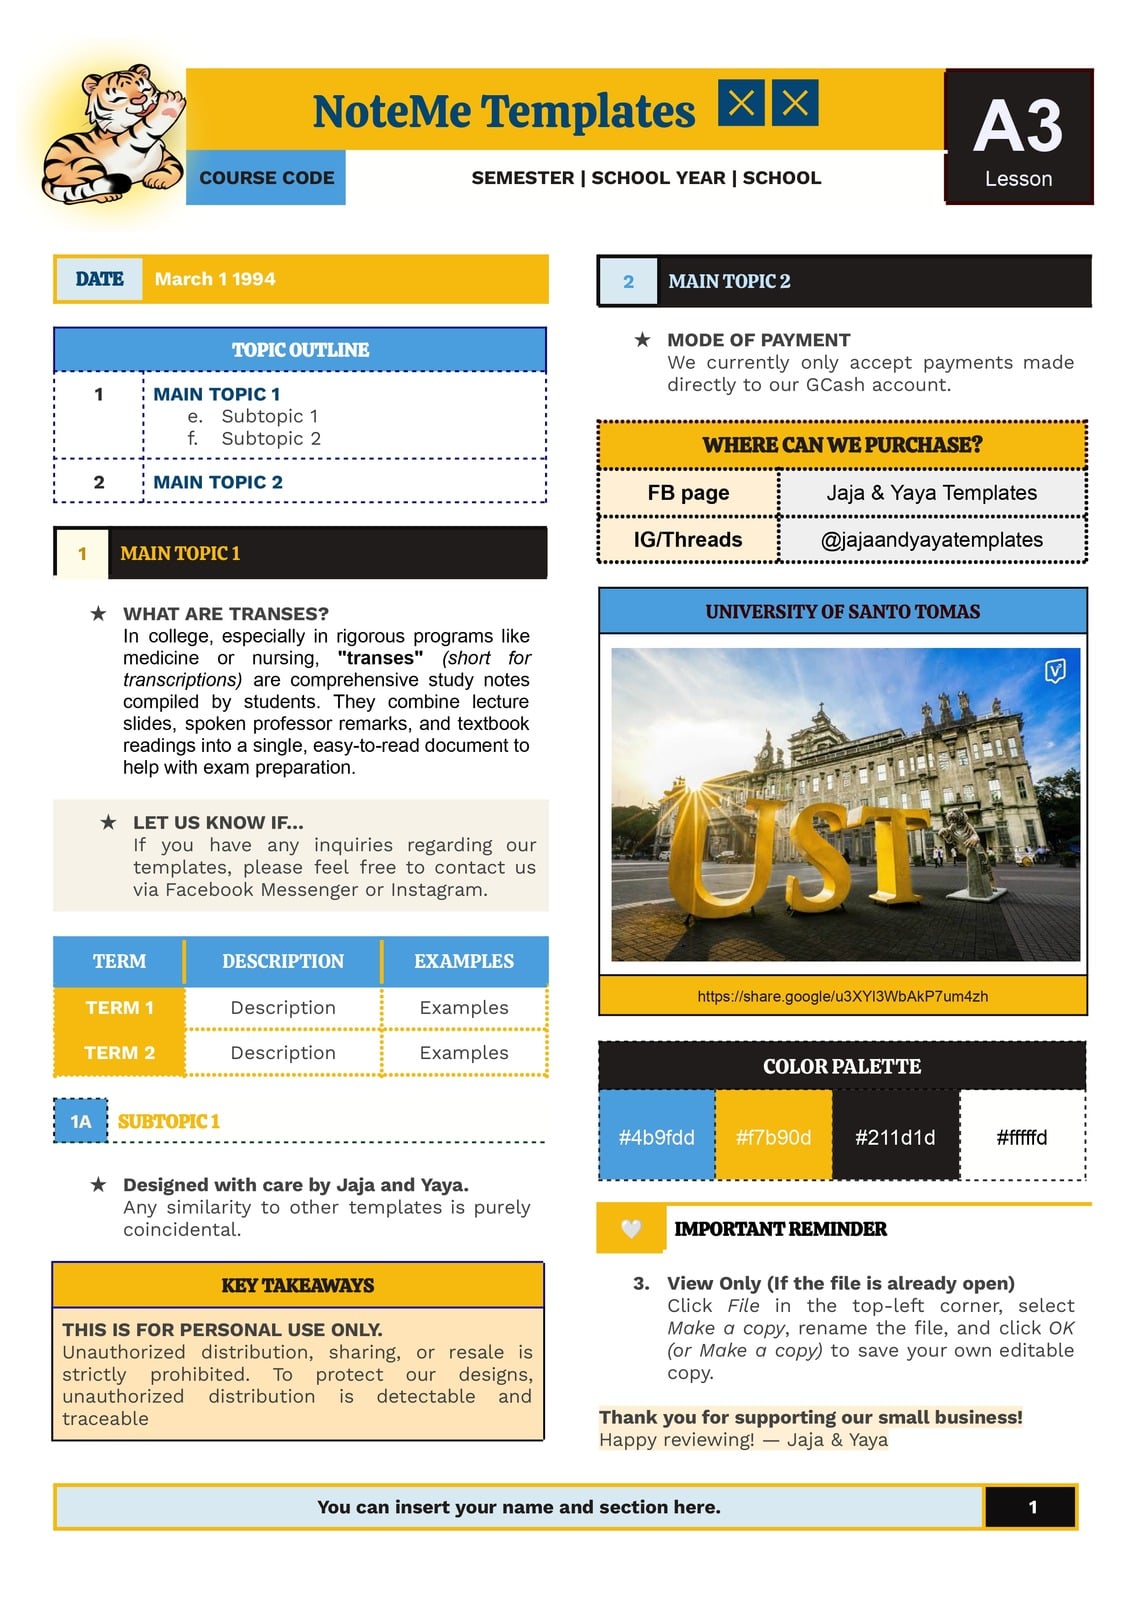 NoteMe Templates
A3
Lesson
COURSE CODE
SEMESTER | SCHOOL YEAR | SCHOOL
DATE
March 1 1994
TOPIC OUTLINE
1
MAIN TOPIC 1
e. Subtopic 1
f. Subtopic 2
2
MAIN TOPIC 2
1
MAIN TOPIC 1
★ WHAT ARE TRANSES?
In college, especially in rigorous programs like
medicine or nursing, "transes" (short for
transcriptions) are comprehensive study notes
compiled by students. They combine lecture
slides, spoken professor remarks, and textbook
readings into a single, easy-to-read document to
help with exam preparation.
★ LET US KNOW IF...
If you have any inquiries regarding our
templates, please feel free to contact us
via Facebook Messenger or Instagram.
TERM DESCRIPTION EXAMPLES
TERM 1 Description Examples
TERM 2 Description Examples
1A SUBTOPIC 1
★ Designed with care by Jaja and Yaya.
Any similarity to other templates is purely
coincidental.
KEY TAKEAWAYS
THIS IS FOR PERSONAL USE ONLY.
Unauthorized distribution, sharing, or resale is
strictly prohibited. To protect our designs,
unauthorized distribution is detectable and
traceable
2
MAIN TOPIC 2
★ MODE OF PAYMENT
We currently only accept payments made
directly to our GCash account.
WHERE CAN WE PURCHASE?
FB page Jaja & Yaya Templates
IG/Threads @jajaandyayatemplates
UNIVERSITY OF SANTO TOMAS
V
UST
https://share.google/u3XYI3WbAkP7um4zh
COLOR PALETTE
#4b9fdd #f7b90d #211d1d #fffffd
IMPORTANT REMINDER
3. View Only (If the file is already open)
Click File in the top-left corner, select
Make a copy, rename the file, and click OK
(or Make a copy) to save your own editable
copy.
Thank you for supporting our small business!
Happy reviewing! — Jaja & Yaya
You can insert your name and section here.
1